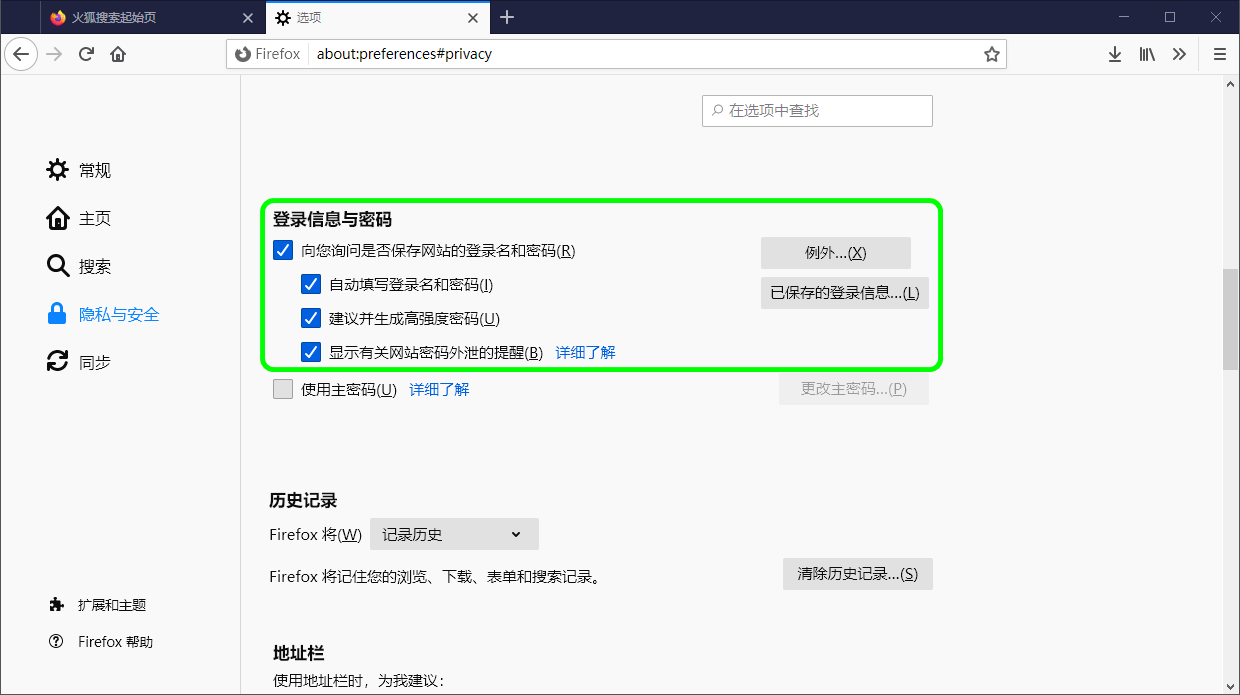 火狐搜索起始页
选项
Firefox
about:preferences#privacy
在选项中查找
常规
主页
搜索
隐私与安全
同步
扩展和主题
Firefox 帮助
登录信息与密码
向您询问是否保存网站的登录名和密码(R)
例外...(X)
自动填写登录名和密码(I)
已保存的登录信息...(L)
建议并生成高强度密码(U)
显示有关网站密码外泄的提醒(B) 详细了解
使用主密码(U) 详细了解
更改主密码...(P)
历史记录
Firefox 将(W) 记录历史
Firefox 将记住您的浏览、下载、表单和搜索记录。
清除历史记录...(S)
地址栏
使用地址栏时，为我建议：